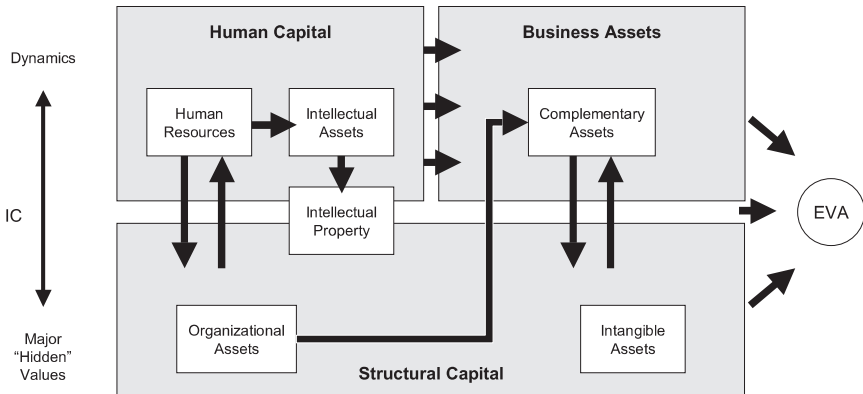 Human Capital
Business Assets
Dynamics
Human
Resources
Intellectual
Assets
Complementary
Assets
Intellectual
Property
IC
EVA
Organizational
Assets
Intangible
Assets
Major
“Hidden”
Values
Structural Capital